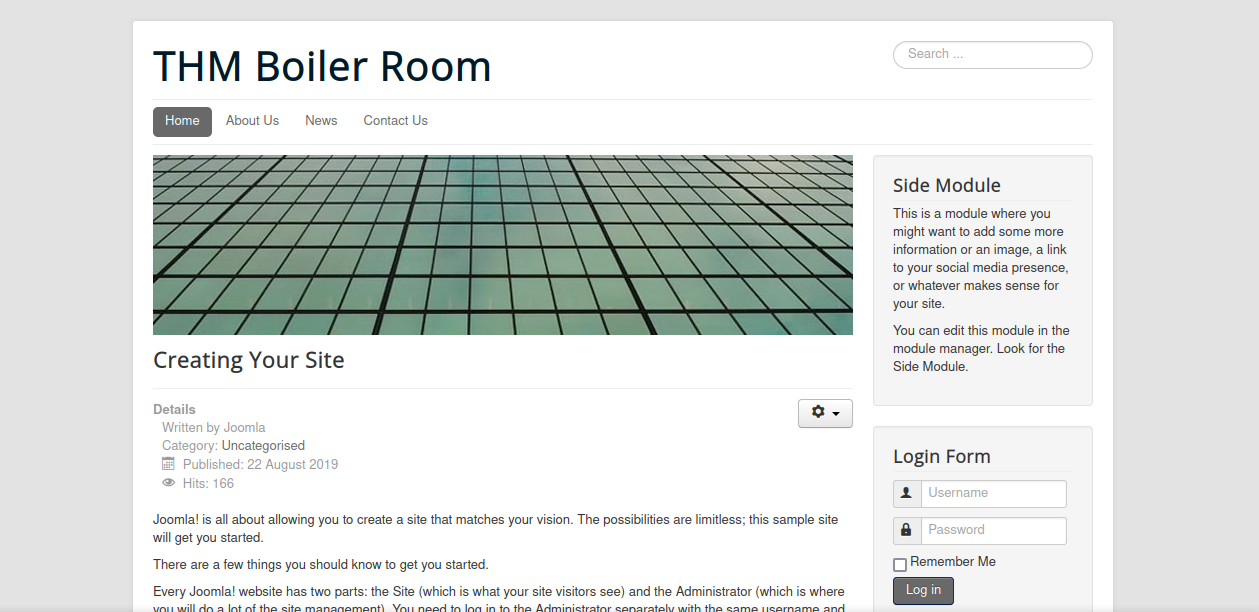 THM Boiler Room
Search ...
Home
About Us
News
Contact Us
Creating Your Site
Details
Written by Joomla
Category: Uncategorised
Published: 22 August 2019
Hits: 166
Joomla! is all about allowing you to create a site that matches your vision. The possibilities are limitless; this sample site
will get you started.
There are a few things you should know to get you started.
Every Joomla! website has two parts: the Site (which is what your site visitors see) and the Administrator (which is where
you will do a lot of the site management). You need to log in to the Administrator separately with the same username and
Side Module
This is a module where you
might want to add some more
information or an image, a link
to your social media presence,
or whatever makes sense for
your site.
You can edit this module in the
module manager. Look for the
Side Module.
Login Form
Username
Password
Remember Me
Log in